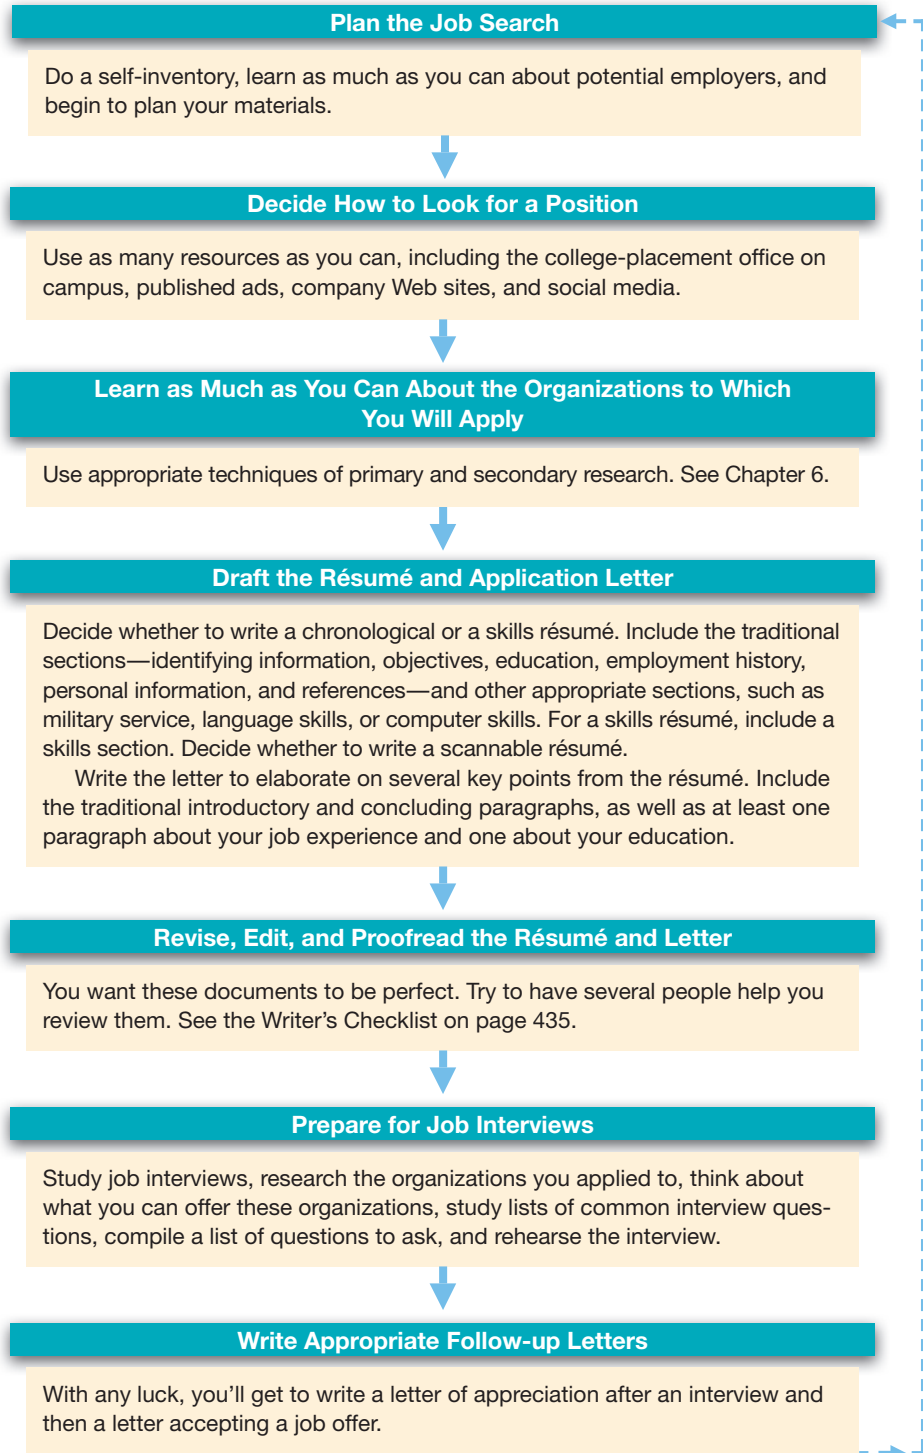 Plan the Job Search
Do a self-inventory, learn as much as you can about potential employers, and
begin to plan your materials.
Decide How to Look for a Position
Use as many resources as you can, including the college-placement office on
campus, published ads, company Web sites, and social media.
Learn as Much as You Can About the Organizations to Which
You Will Apply
Use appropriate techniques of primary and secondary research. See Chapter 6.
Draft the Résumé and Application Letter
Decide whether to write a chronological or a skills résumé. Include the traditional
sections—identifying information, objectives, education, employment history,
personal information, and references—and other appropriate sections, such as
military service, language skills, or computer skills. For a skills résumé, include a
skills section. Decide whether to write a scannable résumé.
Write the letter to elaborate on several key points from the résumé. Include
the traditional introductory and concluding paragraphs, as well as at least one
paragraph about your job experience and one about your education.
Revise, Edit, and Proofread the Résumé and Letter
You want these documents to be perfect. Try to have several people help you
review them. See the Writer’s Checklist on page 435.
Prepare for Job Interviews
Study job interviews, research the organizations you applied to, think about
what you can offer these organizations, study lists of common interview ques-
tions, compile a list of questions to ask, and rehearse the interview.
Write Appropriate Follow-up Letters
With any luck, you’ll get to write a letter of appreciation after an interview and
then a letter accepting a job offer.